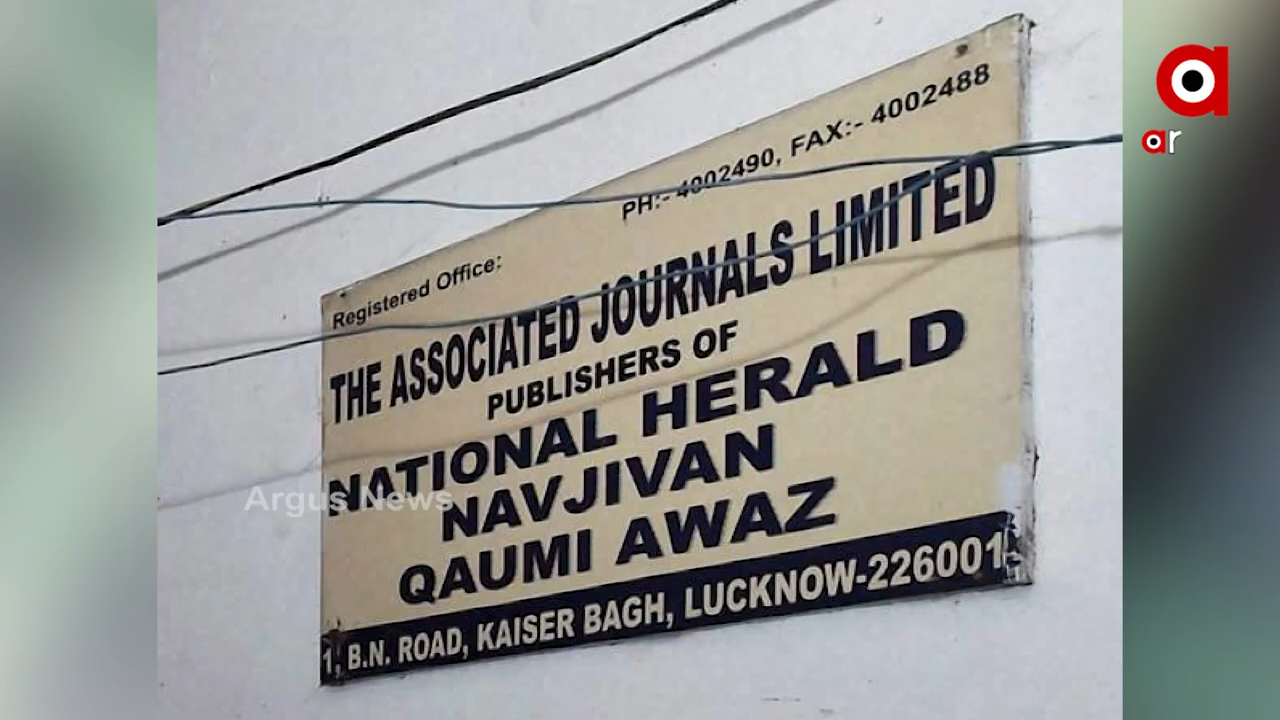 PH:- 4002490, FAX:- 4002488
Registered Office:
THE ASSOCIATED JOURNALS LIMITED
PUBLISHERS OF
NATIONAL HERALD
NAVJIVAN
QAUMI AWAZ
1, B.N. ROAD, KAISER BAGH, LUCKNOW-226001
Argus News
a
ar